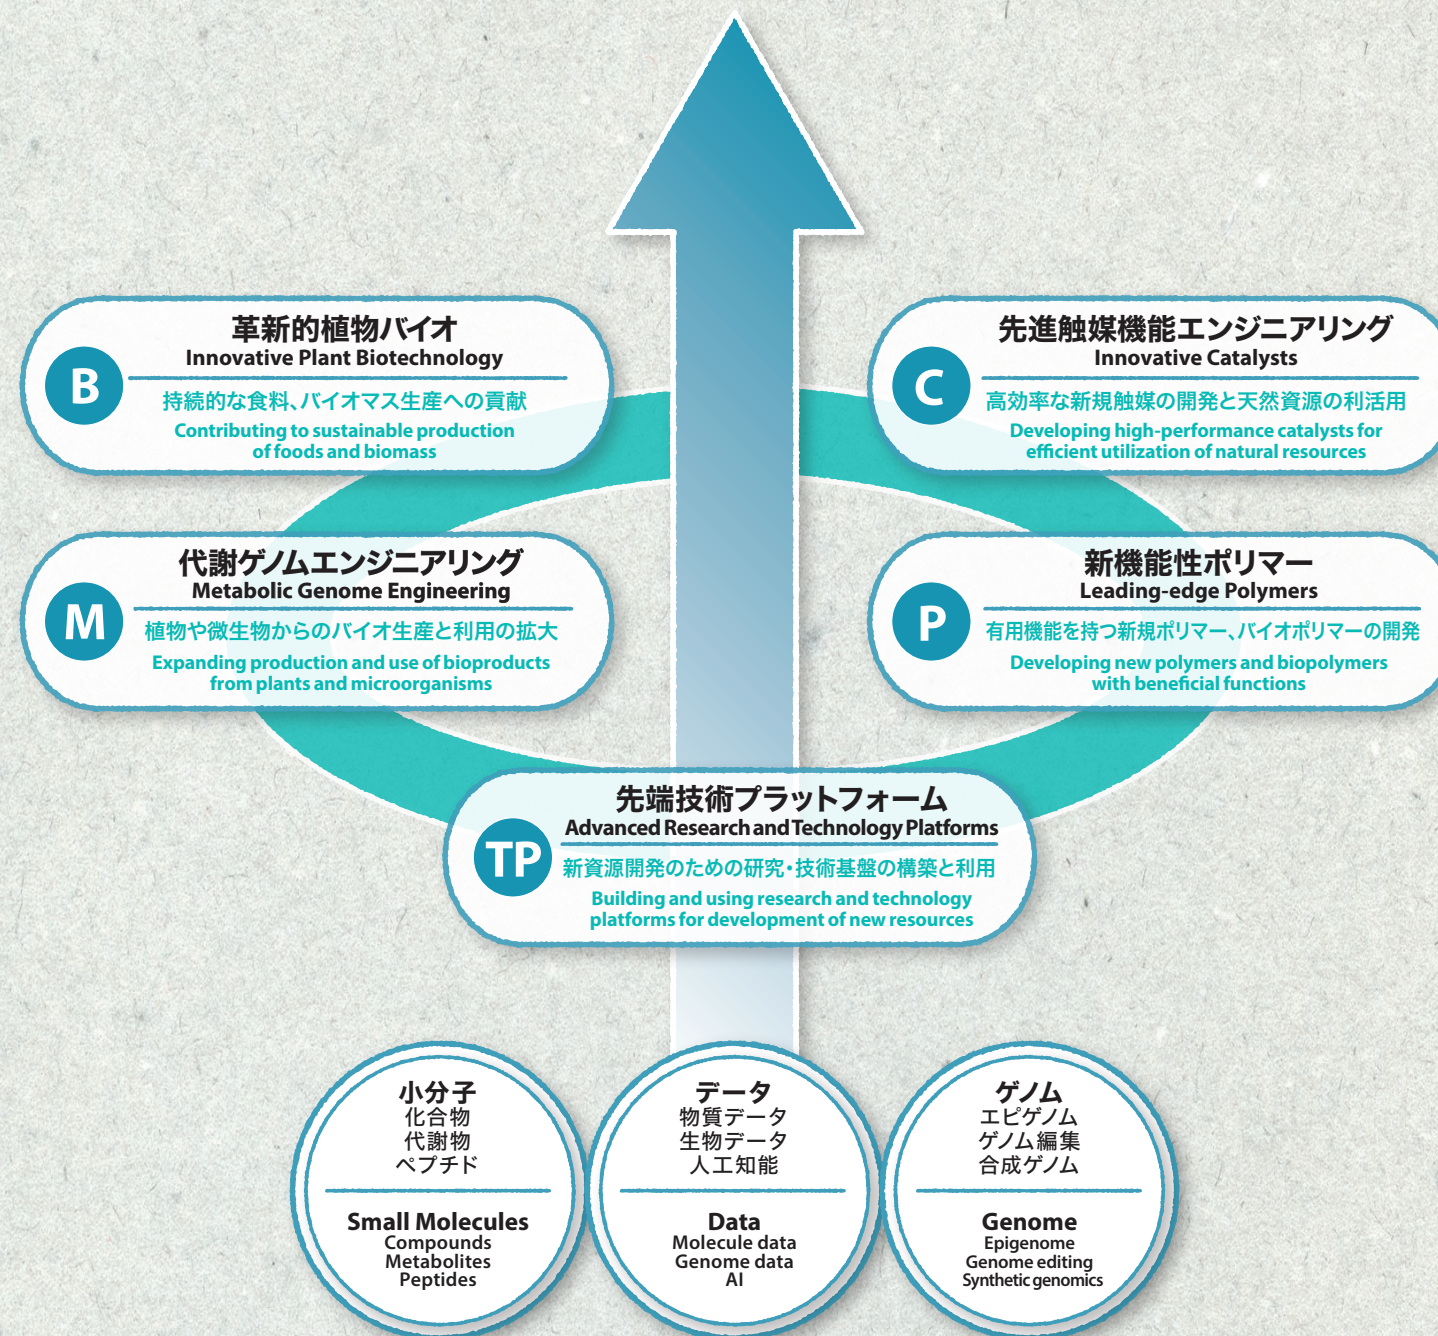 B
革新的植物バイオ
Innovative Plant Biotechnology
持続的な食料、バイオマス生産への貢献
Contributing to sustainable production
of foods and biomass
C
先進触媒機能エンジニアリング
Innovative Catalysts
高効率な新規触媒の開発と天然資源の利活用
Developing high-performance catalysts for
efficient utilization of natural resources
M
代謝ゲノムエンジニアリング
Metabolic Genome Engineering
植物や微生物からのバイオ生産と利用の拡大
Expanding production and use of bioproducts
from plants and microorganisms
P
新機能性ポリマー
Leading-edge Polymers
有用機能を持つ新規ポリマー、バイオポリマーの開発
Developing new polymers and biopolymers
with beneficial functions
TP
先端技術プラットフォーム
Advanced Research and Technology Platforms
新資源開発のための研究・技術基盤の構築と利用
Building and using research and technology
platforms for development of new resources
小分子
化合物
代謝物
ペプチド
Small Molecules
Compounds
Metabolites
Peptides
データ
物質データ
生物データ
人工知能
Data
Molecule data
Genome data
AI
ゲノム
エピゲノム
ゲノム編集
合成ゲノム
Genome
Epigenome
Genome editing
Synthetic genomics